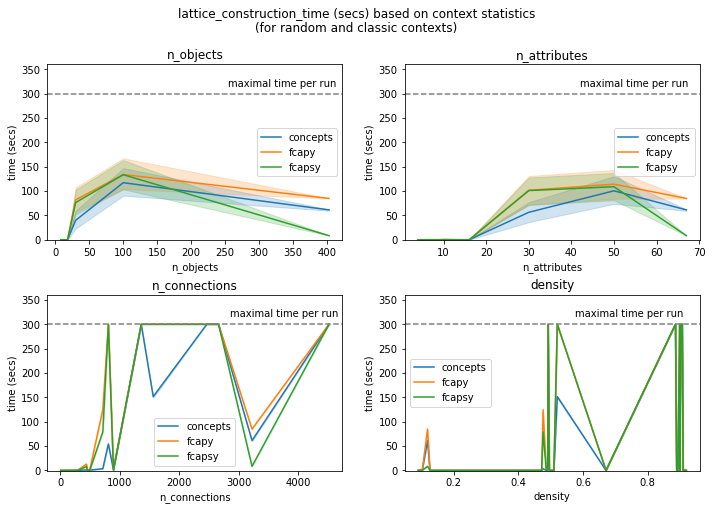 lattice_construction_time (secs) based on context statistics
(for random and classic contexts)
n_objects
350
300
250
200
150
100
50
0
time (secs)
maximal time per run
concepts
fcapy
fcapsy
0 50 100 150 200 250 300 350 400
n_objects
n_attributes
350
300
250
200
150
100
50
0
time (secs)
maximal time per run
concepts
fcapy
fcapsy
10 20 30 40 50 60 70
n_attributes
n_connections
350
300
250
200
150
100
50
0
time (secs)
maximal time per run
concepts
fcapy
fcapsy
0 1000 2000 3000 4000
n_connections
density
350
300
250
200
150
100
50
0
time (secs)
maximal time per run
concepts
fcapy
fcapsy
0.2 0.4 0.6 0.8
density